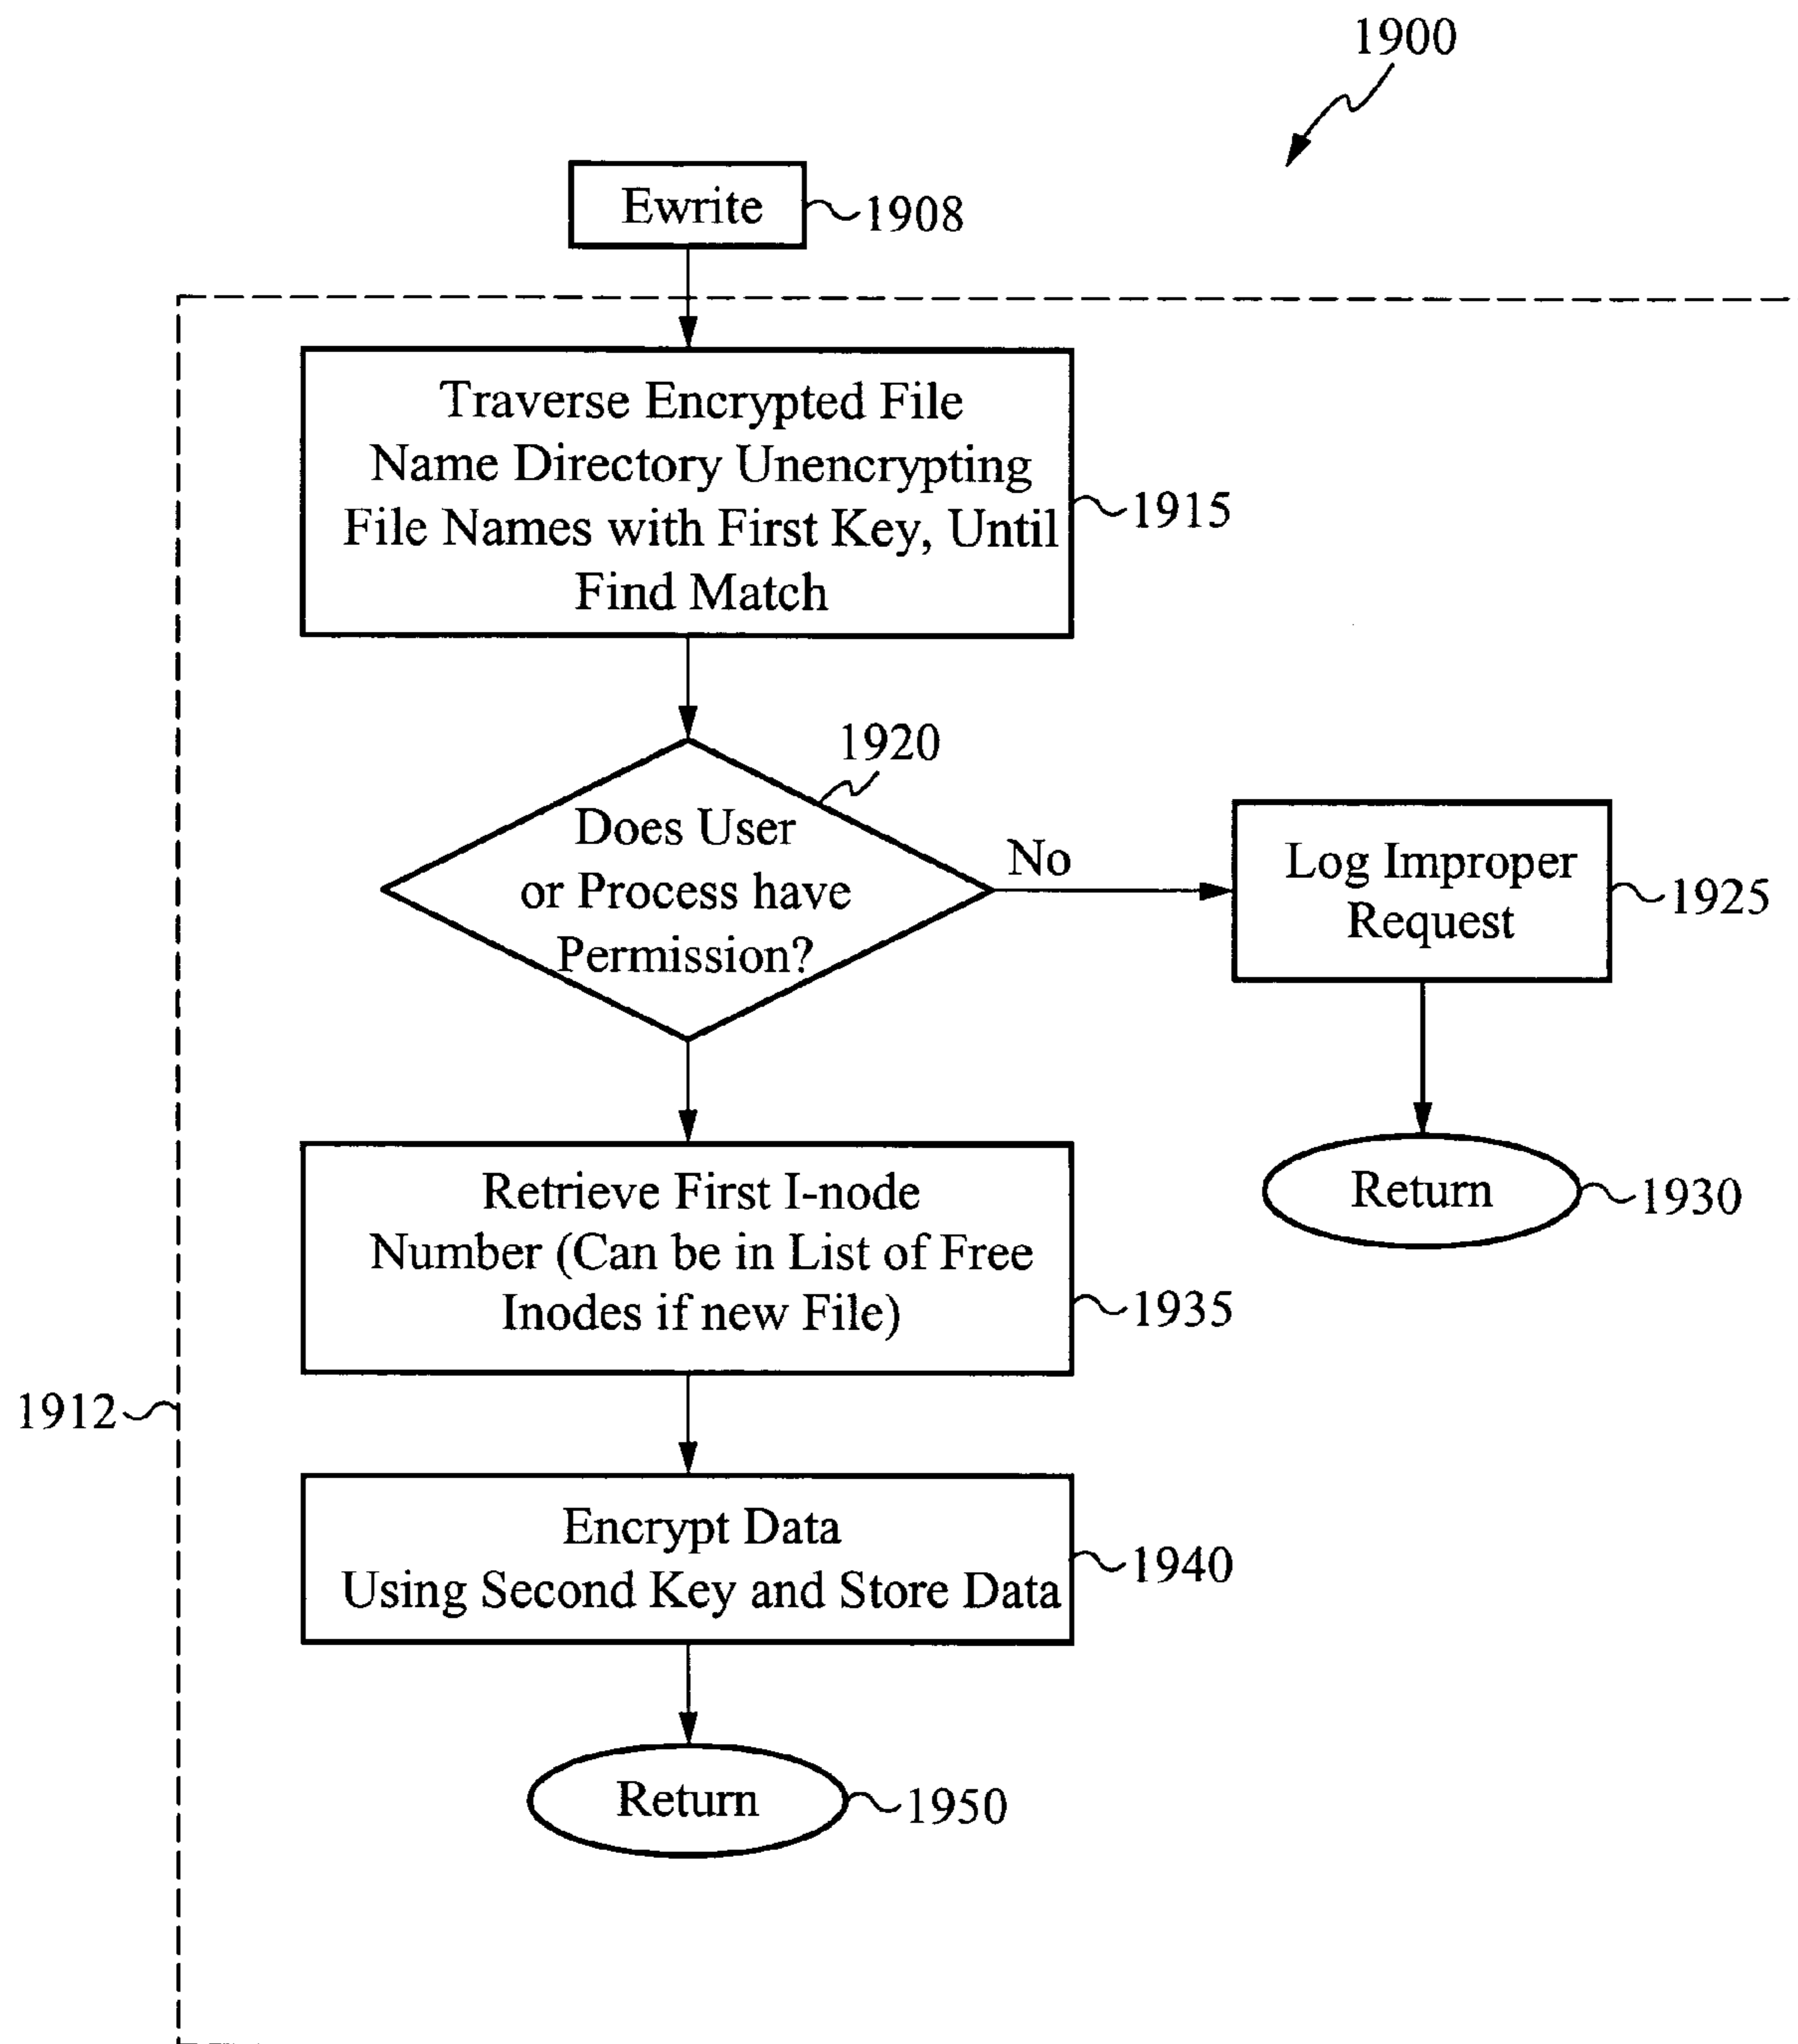 1900
Ewrite
1908
Traverse Encrypted File
Name Directory Unencrypting
File Names with First Key, Until
Find Match
1915
1920
Does User
or Process have
Permission?
No
Log Improper
Request
1925
Return
1930
Retrieve First I-node
Number (Can be in List of Free
Inodes if new File)
1935
1912
Encrypt Data
Using Second Key and Store Data
1940
Return
1950